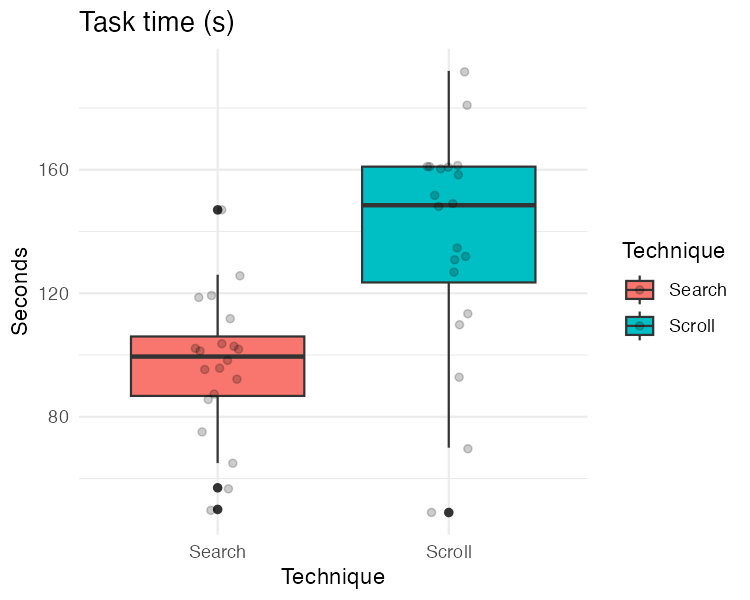 Task time (s)
160
120
80
Seconds
Search
Scroll
Technique
Technique
Search
Scroll